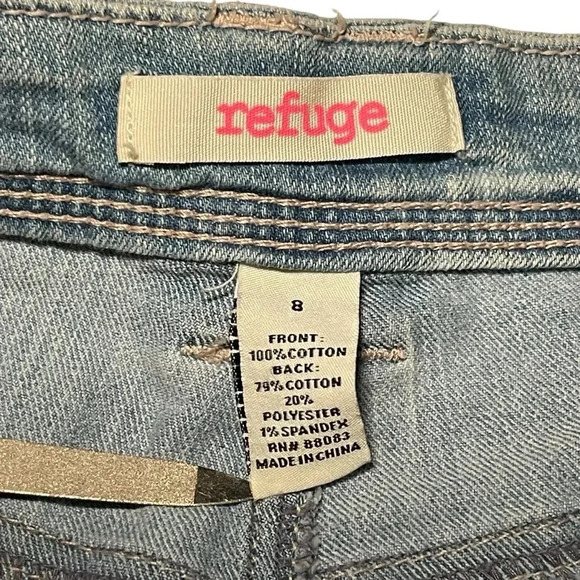 refuge
8
FRONT:
100% COTTON
BACK:
79% COTTON
20%
POLYESTER
1% SPANDEX
RN# 88083
MADE IN CHINA